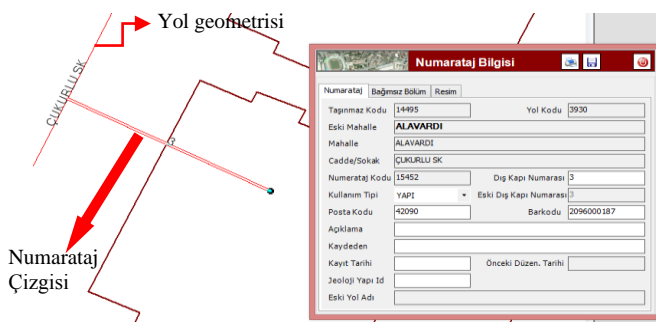 Yol geometrisi
ÇUKURLU SK
3
Numarataj
Çizgisi
Numarataj Bilgisi
Numarataj Bağımsız Bölüm Resim
Taşınmaz Kodu 14495 Yol Kodu 3930
Eski Mahalle ALAVARDI
Mahalle ALAVARDI
Cadde/Sokak ÇUKURLU SK
Numerataj Kodu 15452 Dış Kapı Numarası 3
Kullanım Tipi YAPI Eski Dış Kapı Numarası 3
Posta Kodu 42090 Barkodu 2096000187
Açıklama
Kaydeden
Kayıt Tarihi Önceki Düzen. Tarihi
Jeoloji Yapı Id
Eski Yol Adı